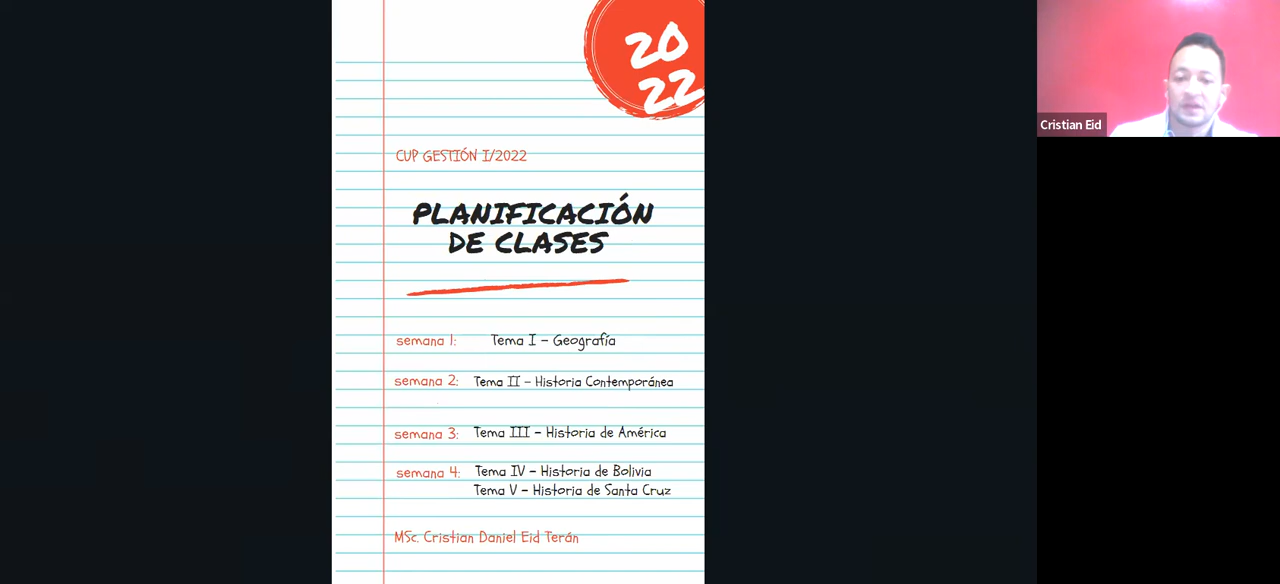 20
22
CUP GESTIÓN I/2022
PLANIFICACIÓN
DE CLASES
semana 1: Tema I - Geografía
semana 2: Tema II - Historia Contemporánea
semana 3: Tema III - Historia de América
semana 4: Tema IV - Historia de Bolivia
Tema V - Historia de Santa Cruz
MSc. Cristian Daniel Eid Terán
Cristian Eid